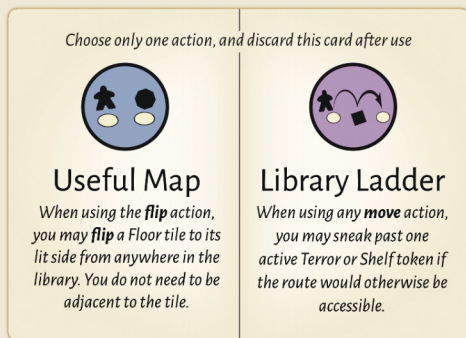 Choose only one action, and discard this card after use
Useful Map
When using the flip action,
you may flip a Floor tile to its
lit side from anywhere in the
library. You do not need to be
adjacent to the tile.
Library Ladder
When using any move action,
you may sneak past one
active Terror or Shelf token if
the route would otherwise be
accessible.